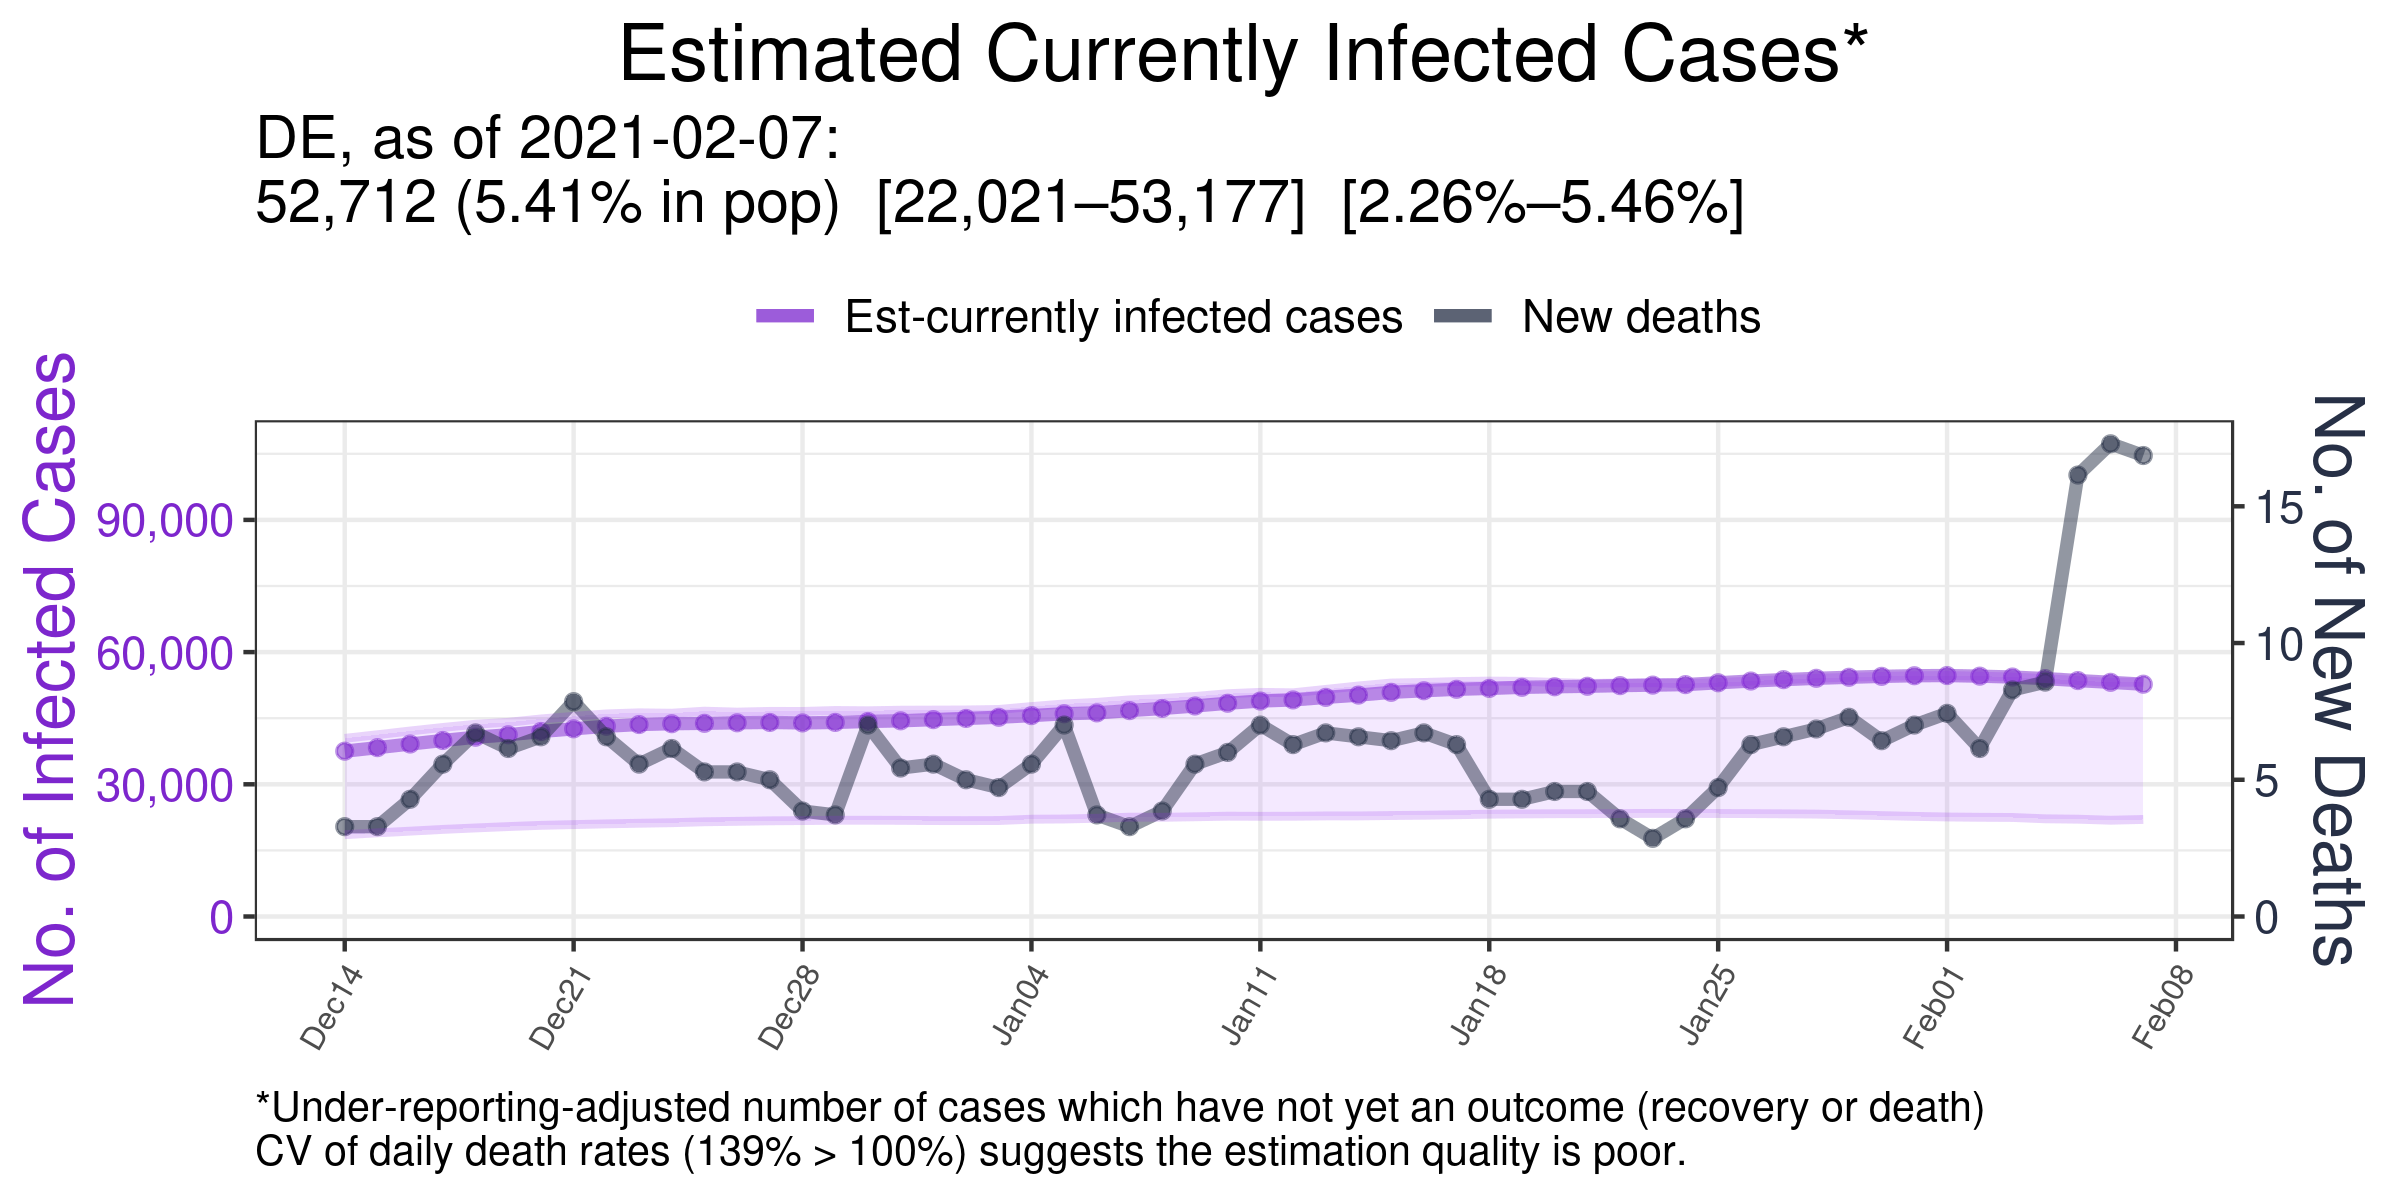 Estimated Currently Infected Cases*
DE, as of 2021-02-07:
52,712 (5.41% in pop)  [22,021–53,177]  [2.26%–5.46%]
Est-currently infected cases
New deaths
No. of Infected Cases
90,000
60,000
30,000
0
No. of New Deaths
15
10
5
0
Dec14
Dec21
Dec28
Jan04
Jan11
Jan18
Jan25
Feb01
Feb08
*Under-reporting-adjusted number of cases which have not yet an outcome (recovery or death)
CV of daily death rates (139% > 100%) suggests the estimation quality is poor.